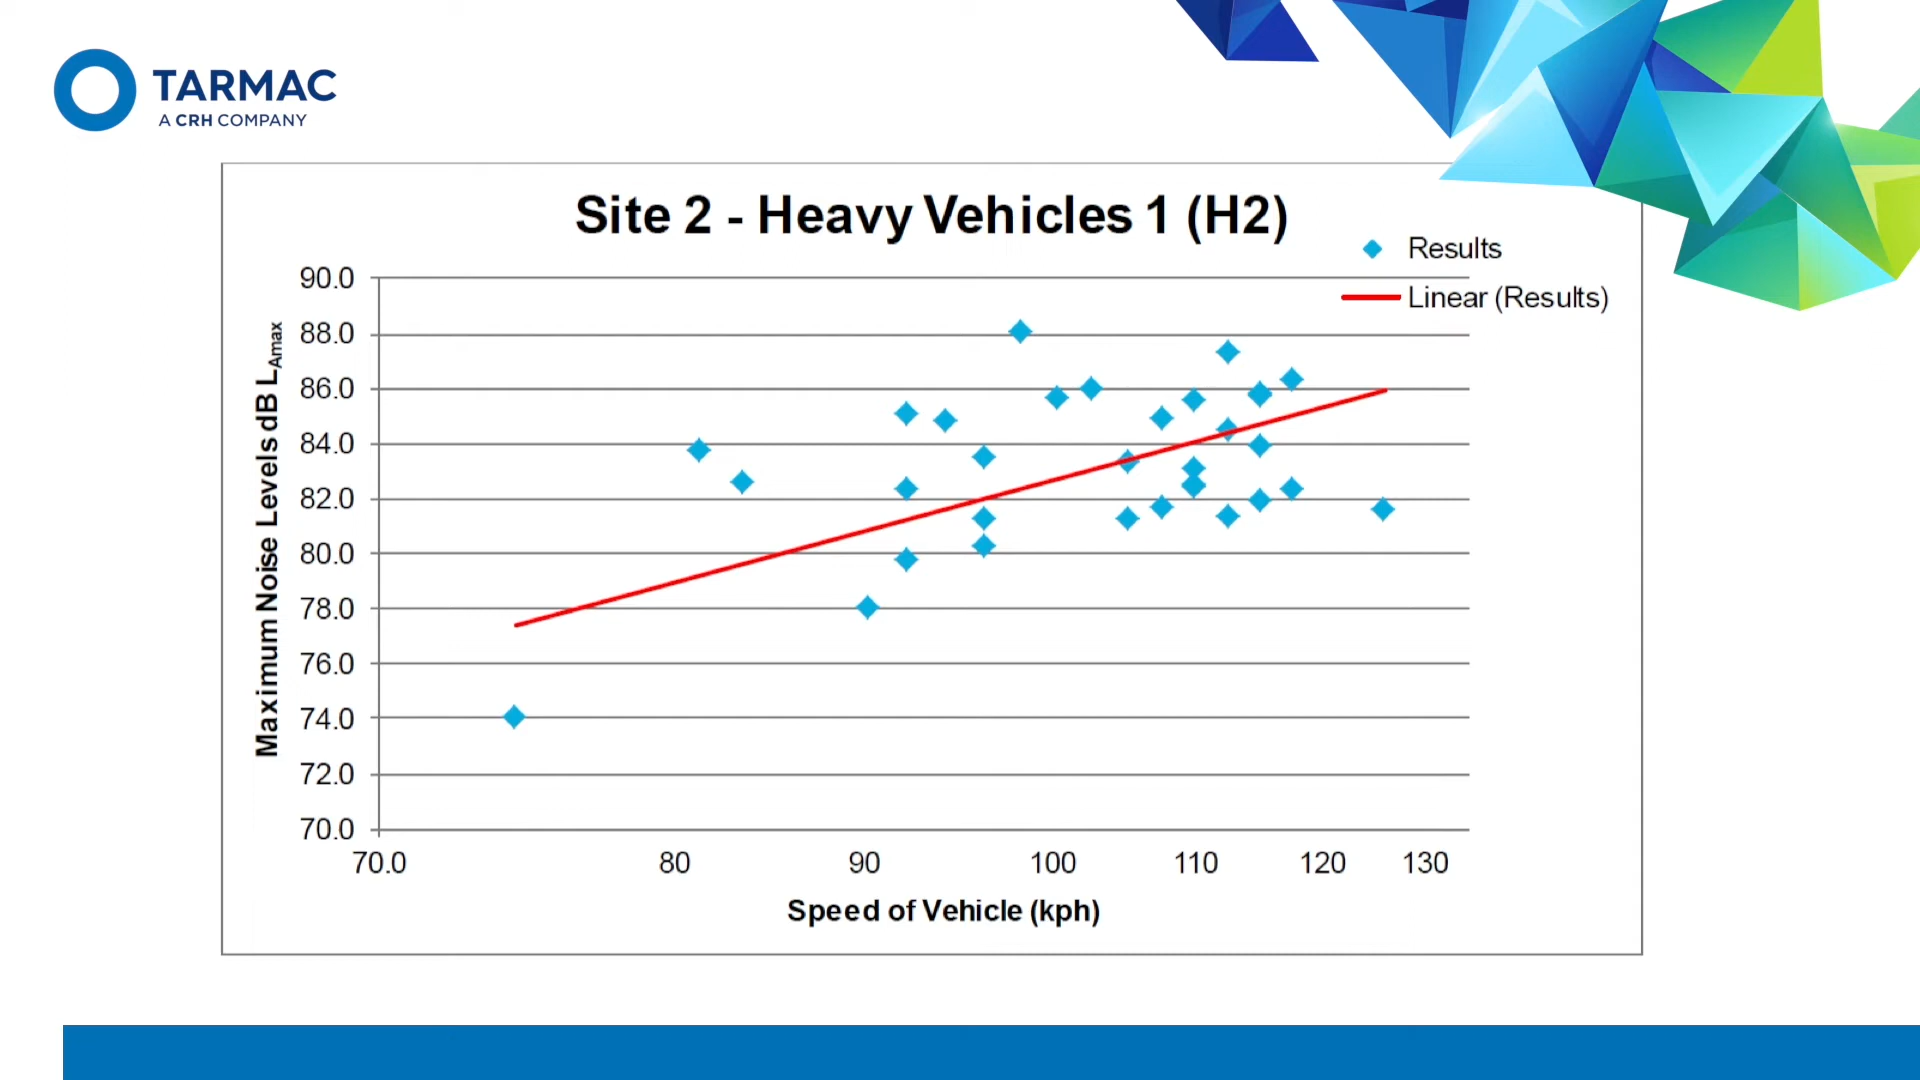 TARMAC
A CRH COMPANY
Site 2 - Heavy Vehicles 1 (H2)
Results
Linear (Results)
Maximum Noise Levels dB LAmax
90.0
88.0
86.0
84.0
82.0
80.0
78.0
76.0
74.0
72.0
70.0
70.0 80 90 100 110 120 130
Speed of Vehicle (kph)